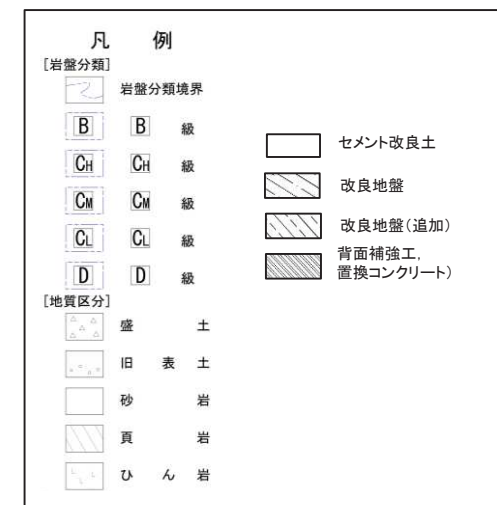 凡 例
[岩盤分類]
岩盤分類境界
B B 級
CH CH 級
CM CM 級
CL CL 級
D D 級
[地質区分]
盛 土
旧 表 土
砂 岩
頁 岩
ひ ん 岩
セメント改良土
改良地盤
改良地盤(追加)
背面補強工,
置換コンクリート)